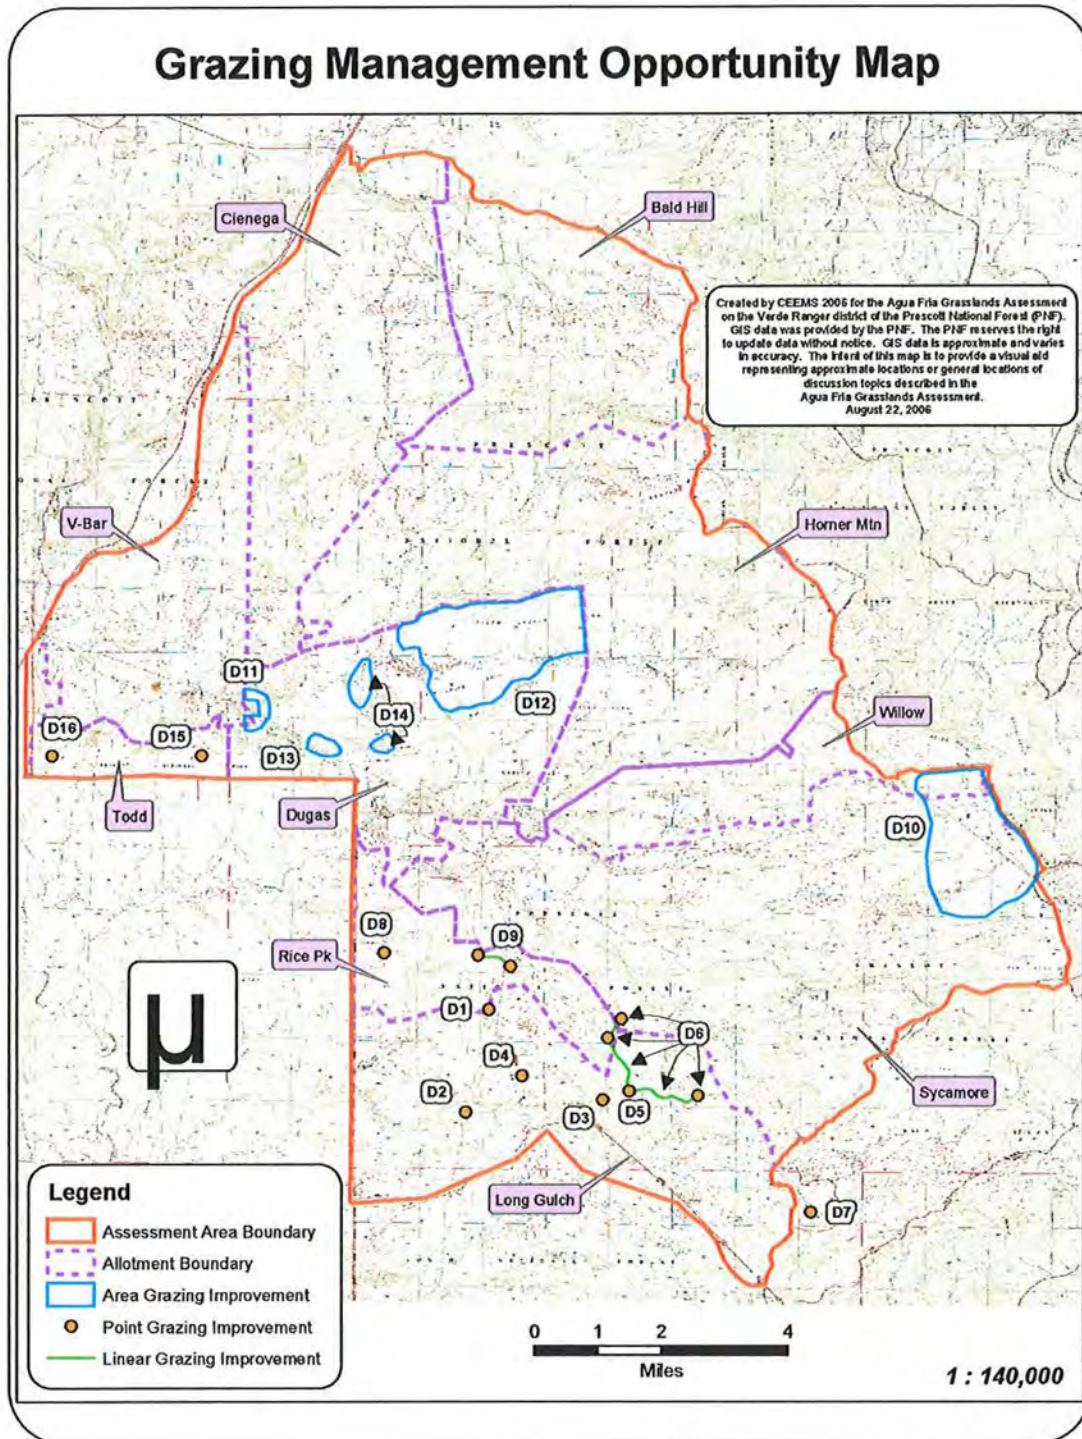 Grazing Management Opportunity Map
Cienega
Bald Hill
Created by CEEMS 2006 for the Agua Fria Grasslands Assessment
on the Verde Ranger district of the Prescott National Forest (PNF).
GIS data was provided by the PNF. The PNF reserves the right
to update data without notice. GIS data is approximate and varies
in accuracy. The intent of this map is to provide a visual aid
representing approximate locations or general locations of
discussion topics described in the
Agua Fria Grasslands Assessment.
August 22, 2006
PRESCOTT
PRESCOTT
V-Bar
Horner Mtn
NATIONAL FOREST
D11
D12
D14
D16
D15
D13
Willow
Todd
Dugas
D10
D8
D9
Rice Pk
D1
D6
D4
D2
D3
D5
Sycamore
µ
Long Gulch
D7
Legend
Assessment Area Boundary
Allotment Boundary
Area Grazing Improvement
Point Grazing Improvement
Linear Grazing Improvement
0 1 2 4
Miles
1 : 140,000